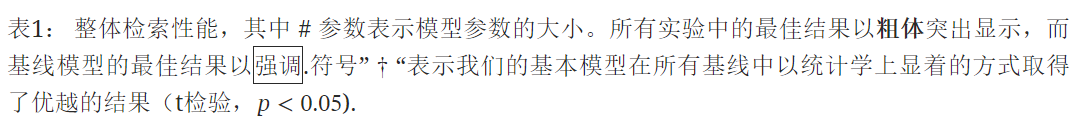 表1： 整体检索性能，其中 # 参数表示模型参数的大小。所有实验中的最佳结果以粗体突出显示，而
基线模型的最佳结果以强调.符号” † “表示我们的基本模型在所有基线中以统计学上显着的方式取得
了优越的结果（t检验，p < 0.05).